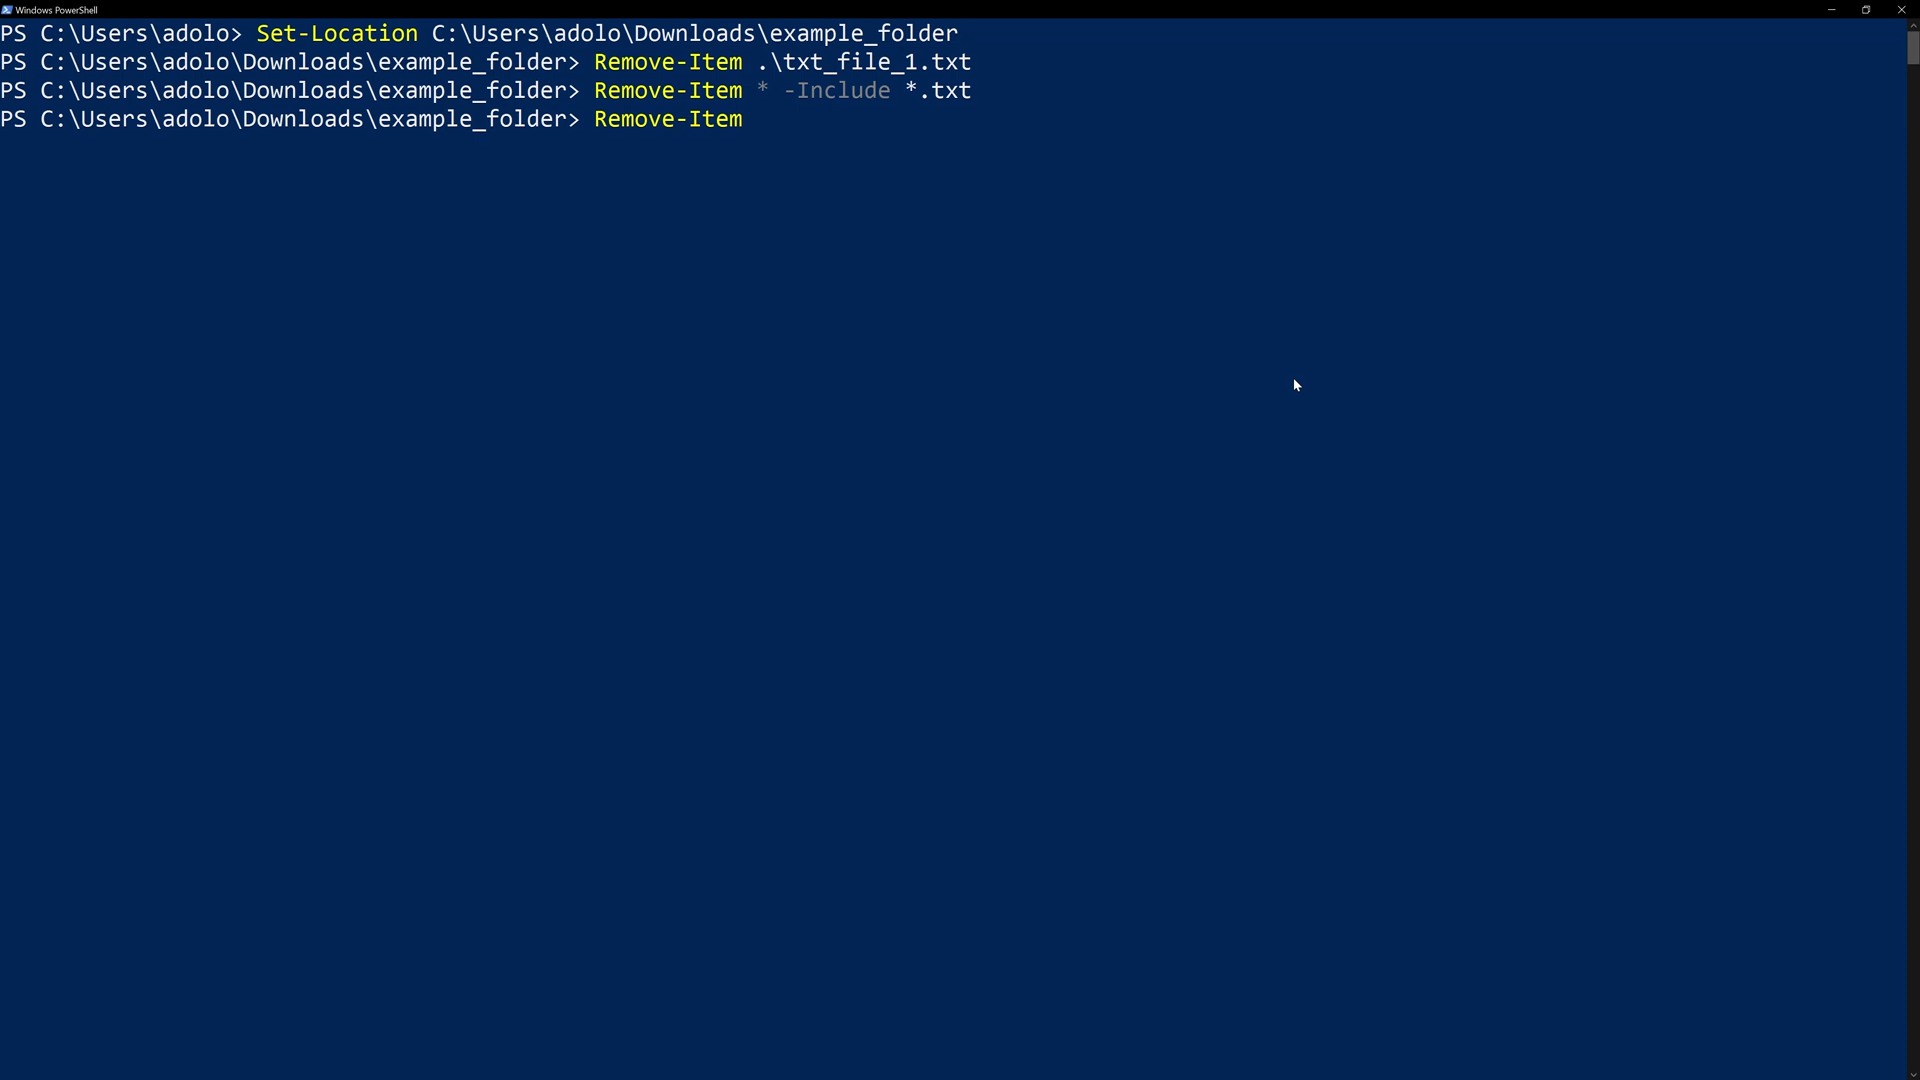 Windows PowerShell
PS C:\Users\adolo> Set-Location C:\Users\adolo\Downloads\example_folder
PS C:\Users\adolo\Downloads\example_folder> Remove-Item .\txt_file_1.txt
PS C:\Users\adolo\Downloads\example_folder> Remove-Item * -Include *.txt
PS C:\Users\adolo\Downloads\example_folder> Remove-Item